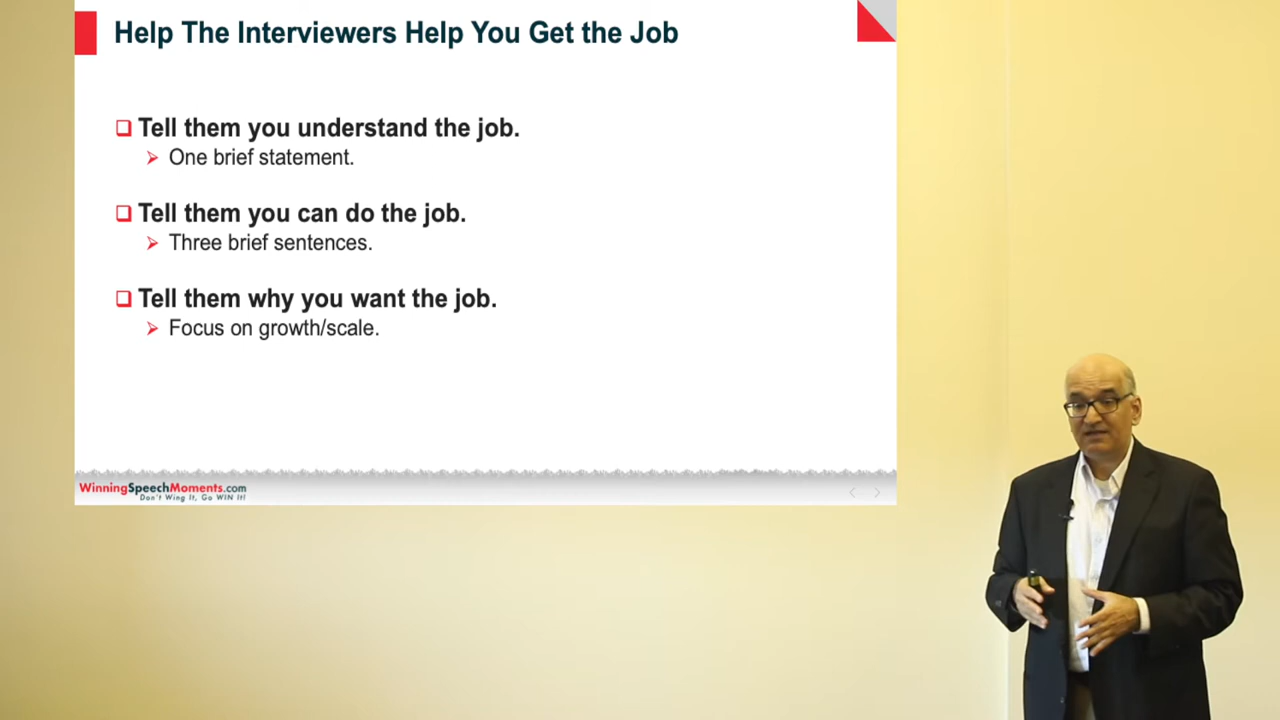 Help The Interviewers Help You Get the Job
Tell them you understand the job.
One brief statement.
Tell them you can do the job.
Three brief sentences.
Tell them why you want the job.
Focus on growth/scale.
WinningSpeechMoments.com
Don't Wing It, Go WIN It!